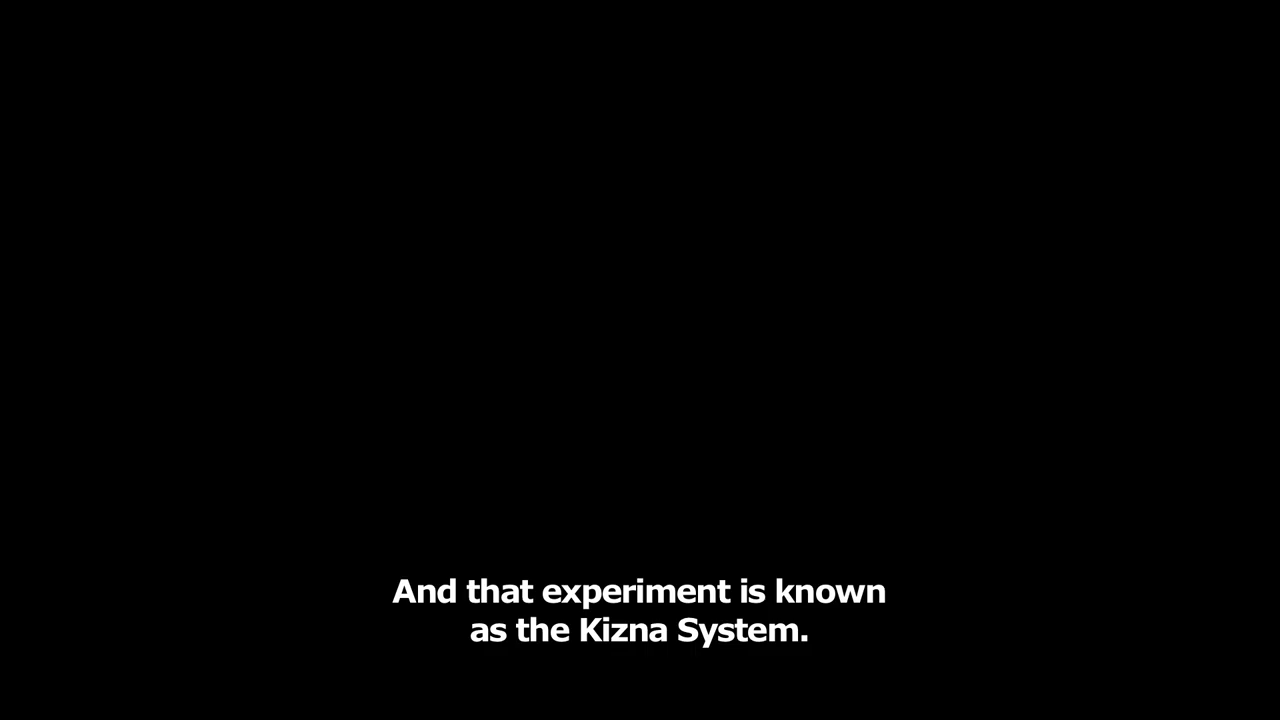 And that experiment is known
as the Kizna System.